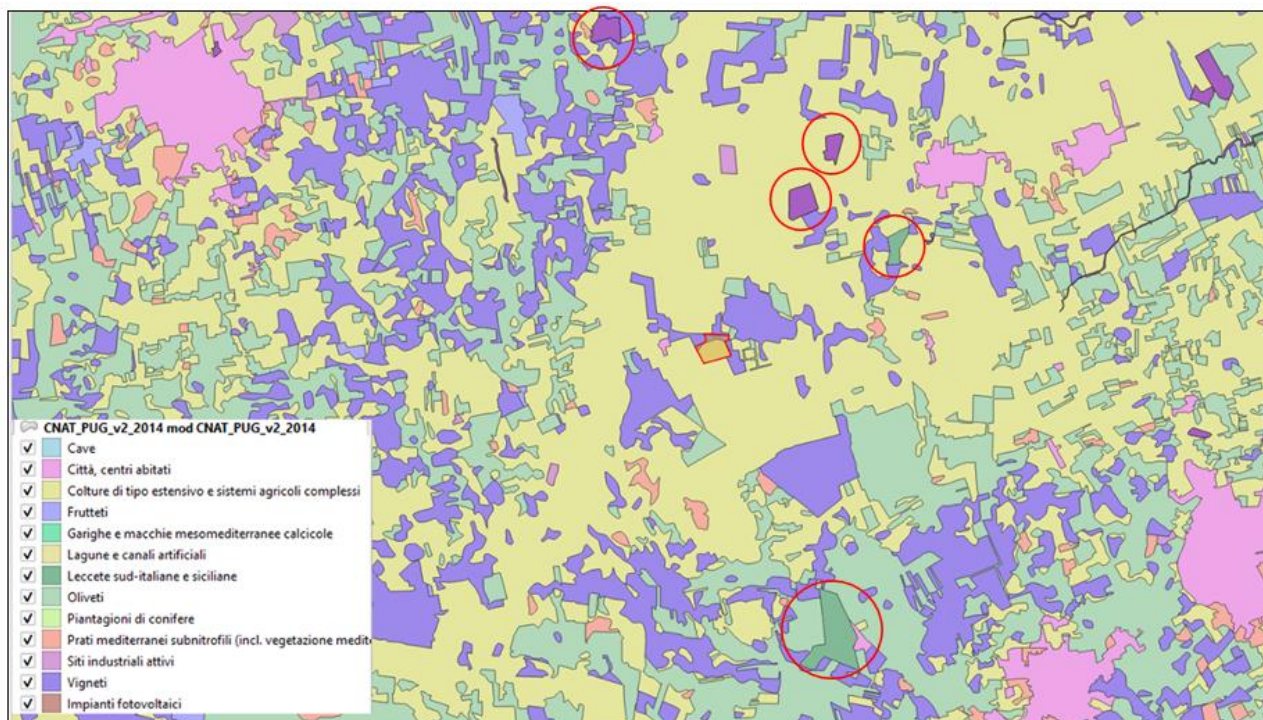 CNAT_PUG_v2_2014 mod CNAT_PUG_v2_2014
Cave
Città, centri abitati
Colture di tipo estensivo e sistemi agricoli complessi
Frutteti
Garighe e macchie mesomediterranee calcicole
Lagune e canali artificiali
Leccete sud-italiane e siciliane
Oliveti
Piantagioni di conifere
Prati mediterranei subnitrofili (incl. vegetazione medite
Siti industriali attivi
Vigneti
Impianti fotovoltaici